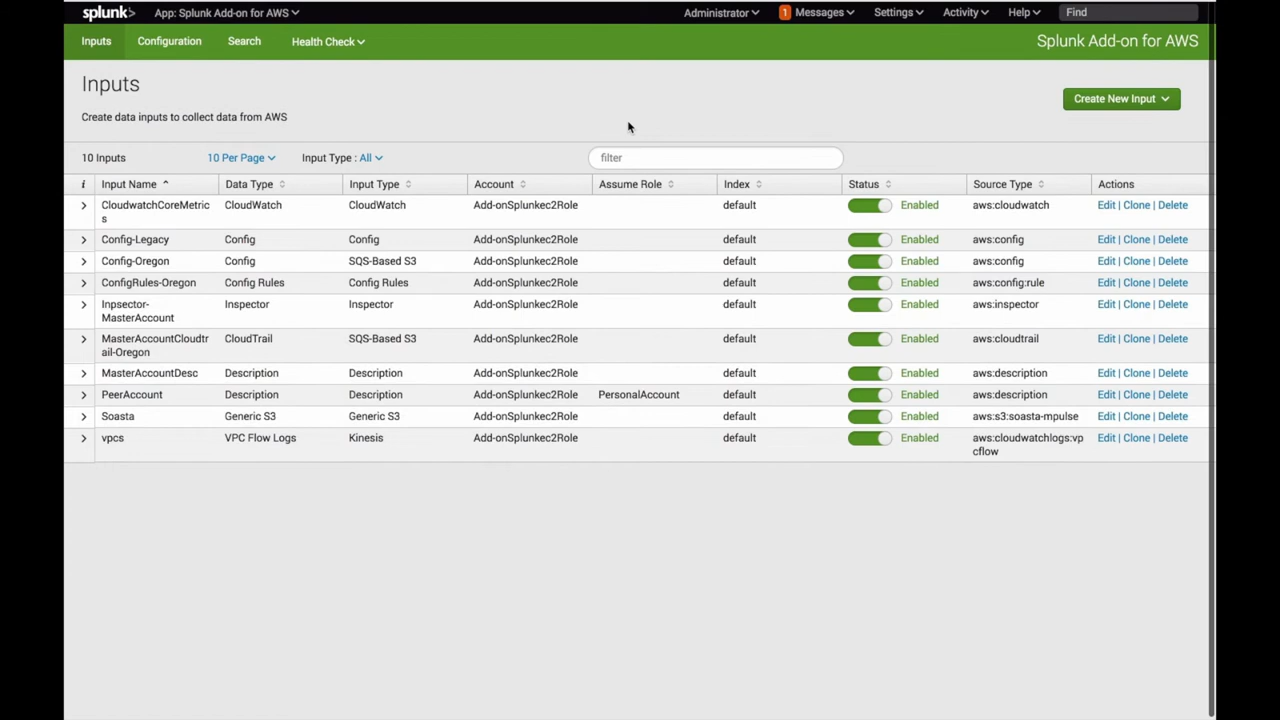 splunk> App: Splunk Add-on for AWS Administrator 1 Messages Settings Activity Help Find
Inputs Configuration Search Health Check Splunk Add-on for AWS
Inputs
Create New Input
Create data inputs to collect data from AWS
10 Inputs 10 Per Page Input Type : All filter
i Input Name Data Type Input Type Account Assume Role Index Status Source Type Actions
CloudwatchCoreMetric CloudWatch CloudWatch Add-onSplunkec2Role default Enabled aws:cloudwatch Edit | Clone | Delete
s
Config-Legacy Config Config Add-onSplunkec2Role default Enabled aws:config Edit | Clone | Delete
Config-Oregon Config SQS-Based S3 Add-onSplunkec2Role default Enabled aws:config Edit | Clone | Delete
ConfigRules-Oregon Config Rules Config Rules Add-onSplunkec2Role default Enabled aws:config:rule Edit | Clone | Delete
Inpsector- Inspector Inspector Add-onSplunkec2Role default Enabled aws:inspector Edit | Clone | Delete
MasterAccount
MasterAccountCloudtr CloudTrail SQS-Based S3 Add-onSplunkec2Role default Enabled aws:cloudtrail Edit | Clone | Delete
ail-Oregon
MasterAccountDesc Description Description Add-onSplunkec2Role default Enabled aws:description Edit | Clone | Delete
PeerAccount Description Description Add-onSplunkec2Role PersonalAccount default Enabled aws:description Edit | Clone | Delete
Soasta Generic S3 Generic S3 Add-onSplunkec2Role default Enabled aws:s3:soasta-mpulse Edit | Clone | Delete
vpcs VPC Flow Logs Kinesis Add-onSplunkec2Role default Enabled aws:cloudwatchlogs:vp Edit | Clone | Delete
cflow